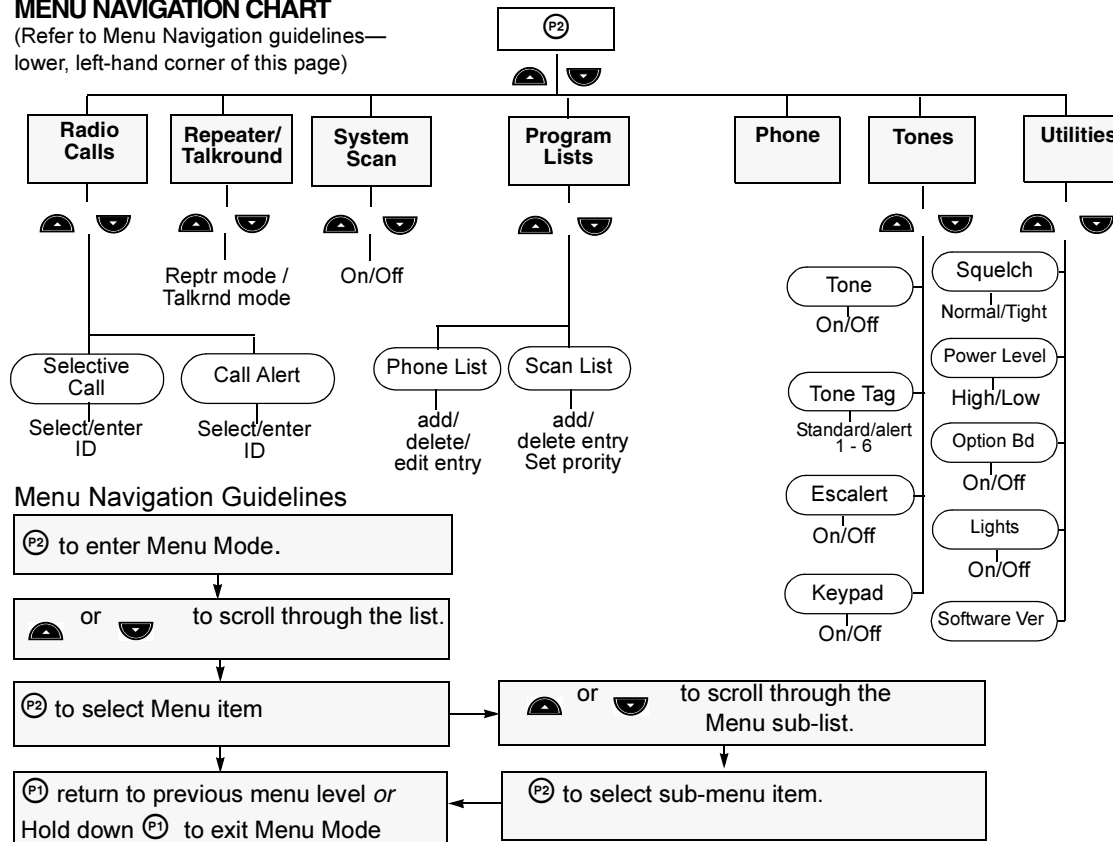 MENU NAVIGATION CHART
(Refer to Menu Navigation guidelines—
lower, left-hand corner of this page)
P2
Radio
Calls
Repeater/
Talkround
System
Scan
Program
Lists
Phone
Tones
Utilities
Reptr mode /
Talkrnd mode
On/Off
Selective
Call
Select/enter
ID
Call Alert
Select/enter
ID
Phone List
add/
delete/
edit entry
Scan List
add/
delete entry
Set prority
Tone
On/Off
Tone Tag
Standard/alert
1 - 6
Escalert
On/Off
Keypad
On/Off
Squelch
Normal/Tight
Power Level
High/Low
Option Bd
On/Off
Lights
On/Off
Software Ver
Menu Navigation Guidelines
P2 to enter Menu Mode.
or to scroll through the list.
P2 to select Menu item
or to scroll through the
Menu sub-list.
P2 to select sub-menu item.
P1 return to previous menu level or
Hold down P1 to exit Menu Mode